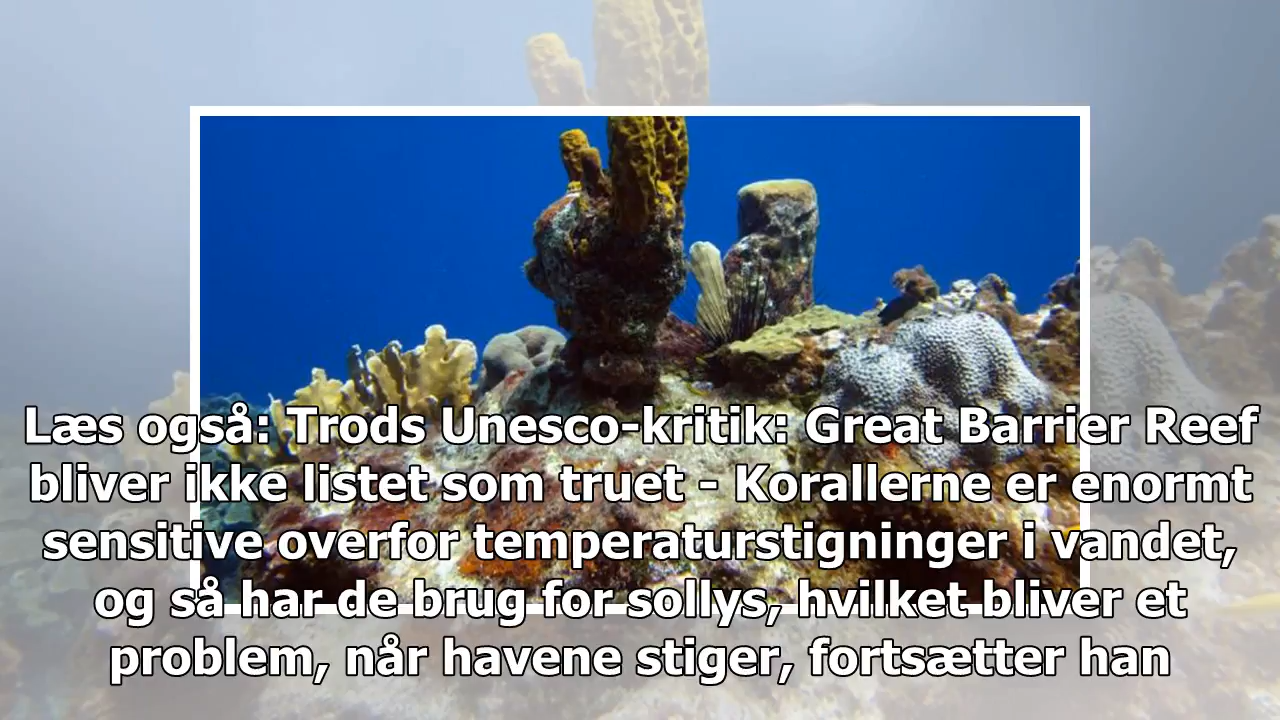 Læs også: Trods Unesco-kritik: Great Barrier Reef
bliver ikke listet som truet - Korallerne er enormt
sensitive overfor temperaturstigninger i vandet,
og så har de brug for sollys, hvilket bliver et
problem, når havene stiger, fortsætter han